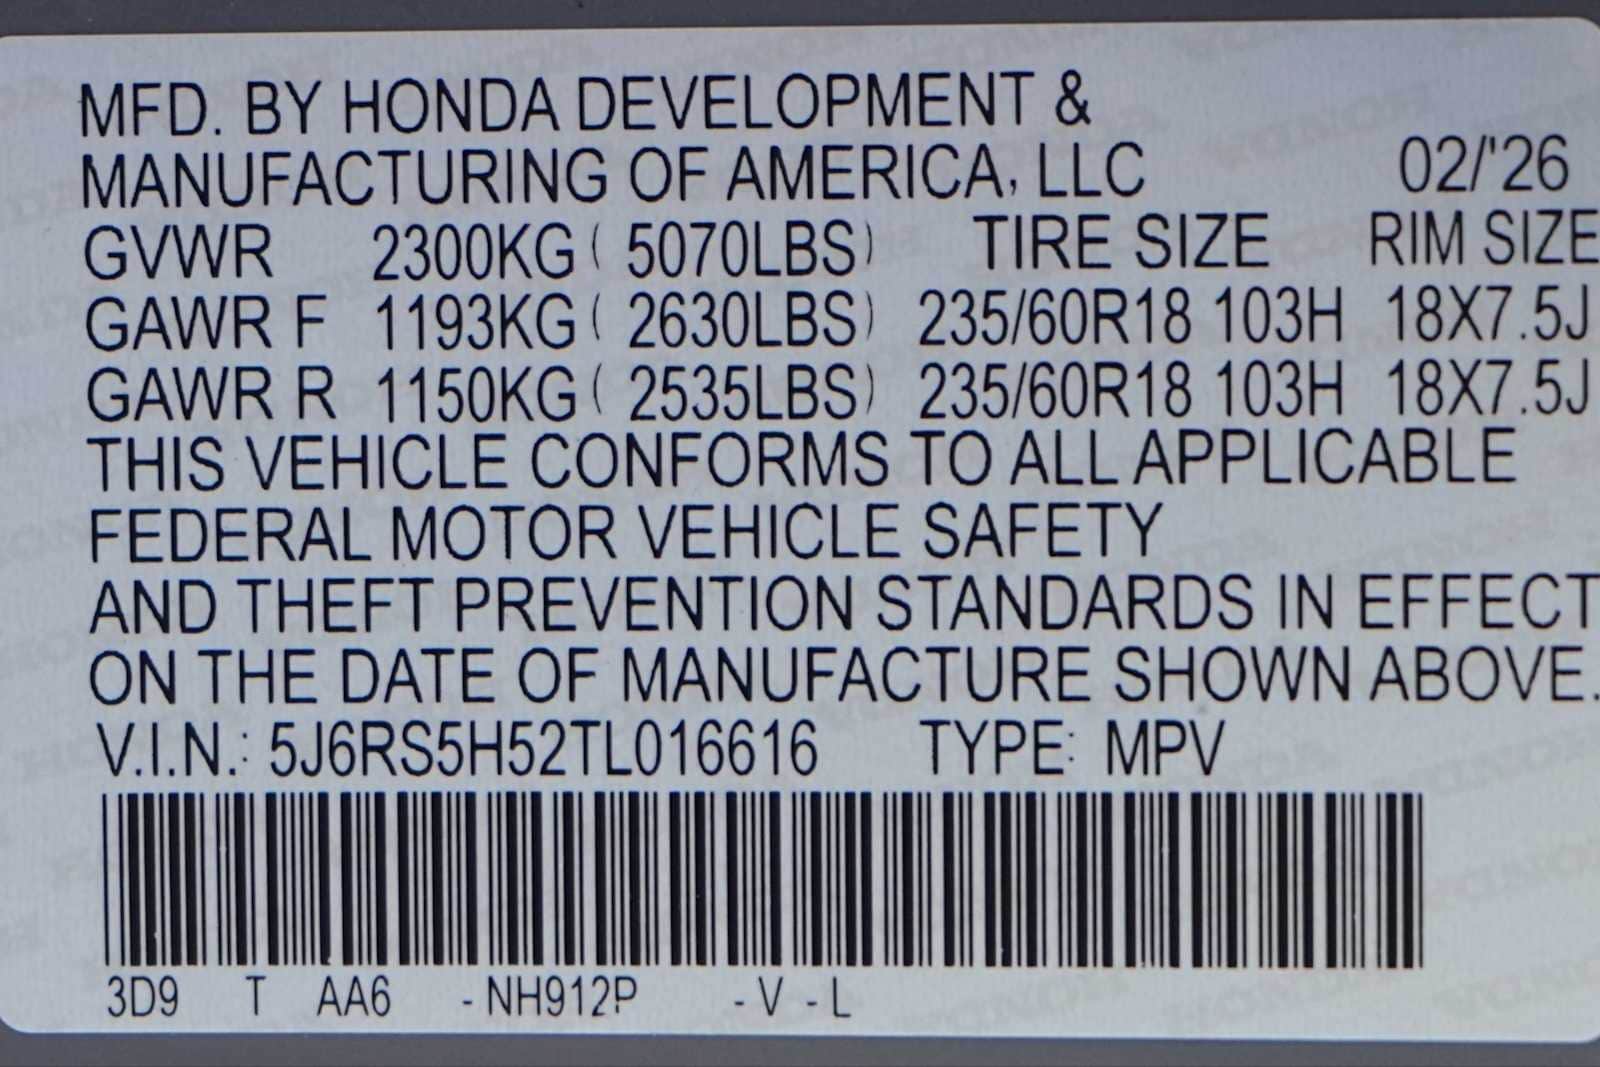 MFD. BY HONDA DEVELOPMENT &
MANUFACTURING OF AMERICA, LLC 02/'26
GVWR 2300KG ( 5070LBS) TIRE SIZE RIM SIZE
GAWR F 1193KG ( 2630LBS) 235/60R18 103H 18X7.5J
GAWR R 1150KG ( 2535LBS) 235/60R18 103H 18X7.5J
THIS VEHICLE CONFORMS TO ALL APPLICABLE
FEDERAL MOTOR VEHICLE SAFETY
AND THEFT PREVENTION STANDARDS IN EFFECT
ON THE DATE OF MANUFACTURE SHOWN ABOVE.
V.I.N.: 5J6RS5H52TL016616 TYPE: MPV
3D9 T AA6 - NH912P - V - L